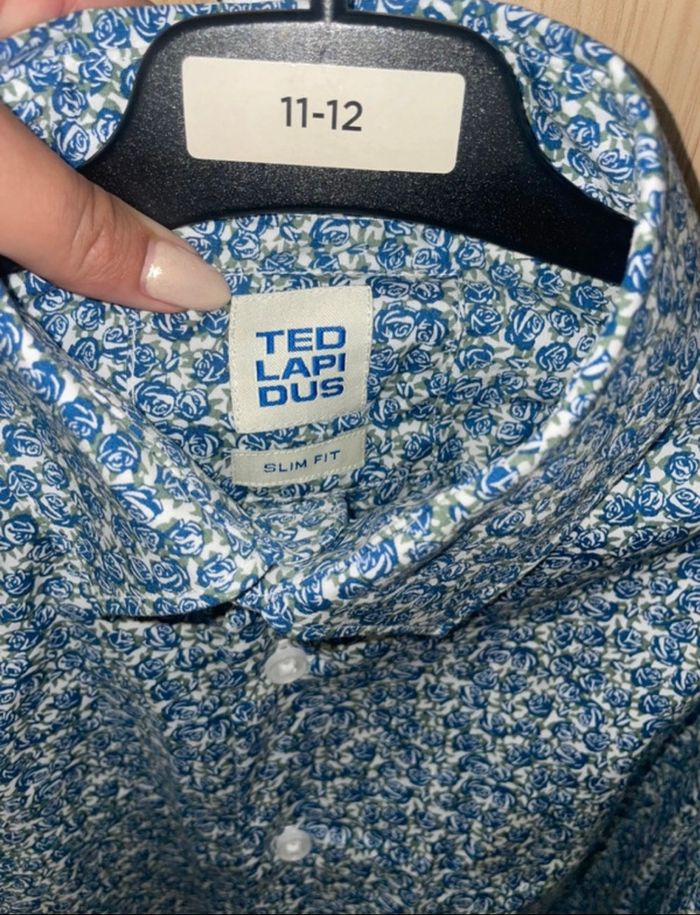 11-12
TED
LAPI
DUS
SLIM FIT